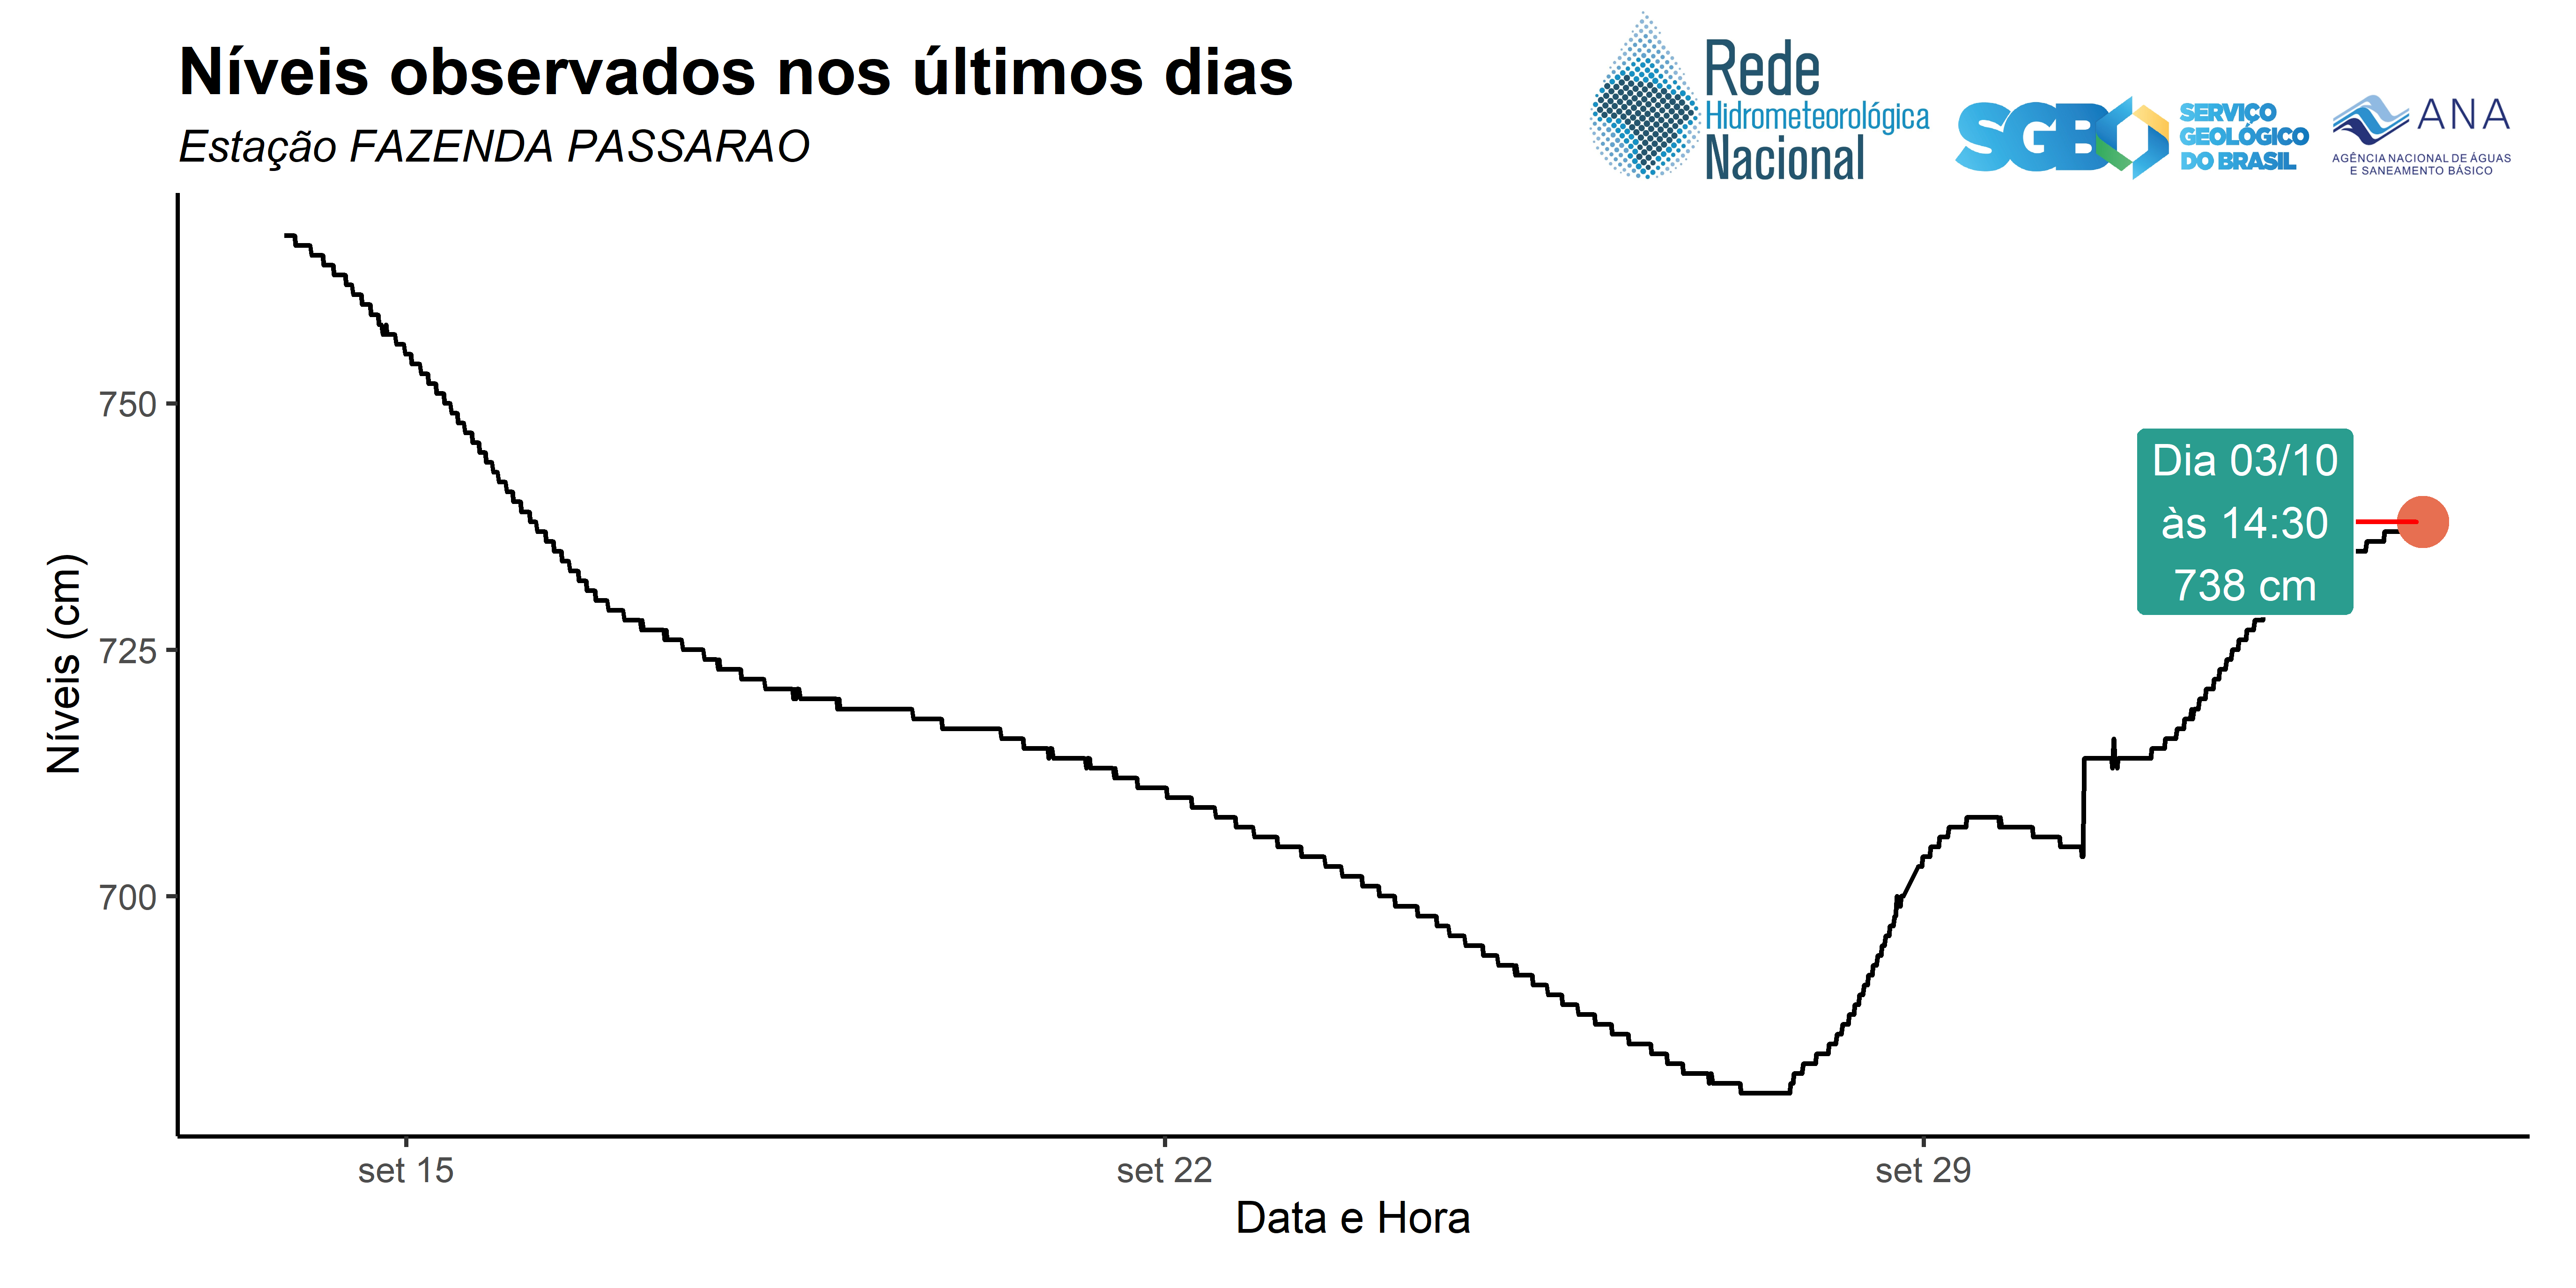 Níveis observados nos últimos dias
Estação FAZENDA PASSARAO
Rede
Hidrometeorológica
Nacional
SGB
SERVIÇO
GEOLÓGICO
DO BRASIL
ANA
AGÊNCIA NACIONAL DE ÁGUAS
E SANEAMENTO BÁSICO
Níveis (cm)
750
725
700
Dia 03/10
às 14:30
738 cm
set 15
set 22
set 29
Data e Hora